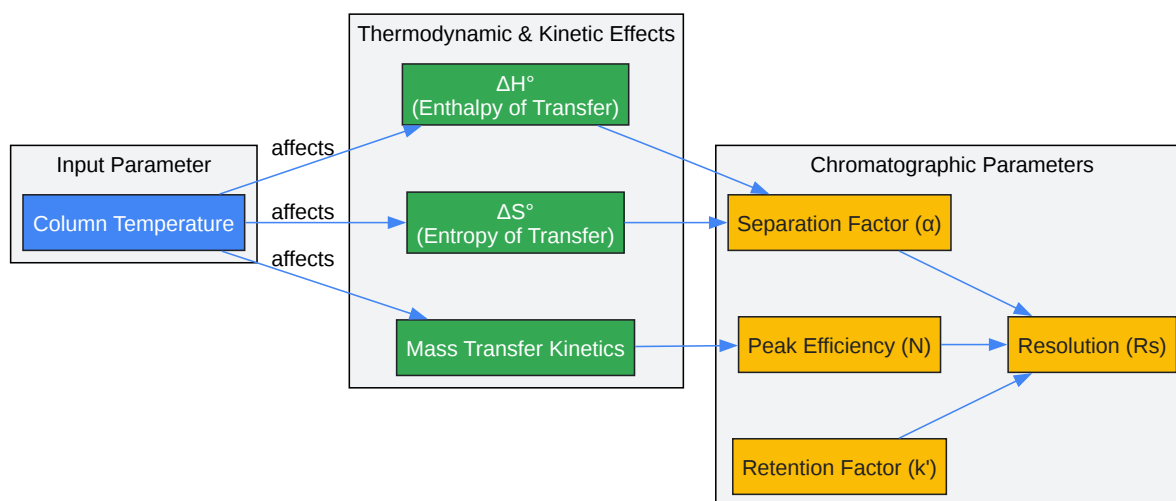 Input Parameter
Column Temperature
affects
affects
affects
Thermodynamic & Kinetic Effects
ΔH°
(Enthalpy of Transfer)
ΔS°
(Entropy of Transfer)
Mass Transfer Kinetics
Chromatographic Parameters
Separation Factor (α)
Peak Efficiency (N)
Resolution (Rs)
Retention Factor (k')